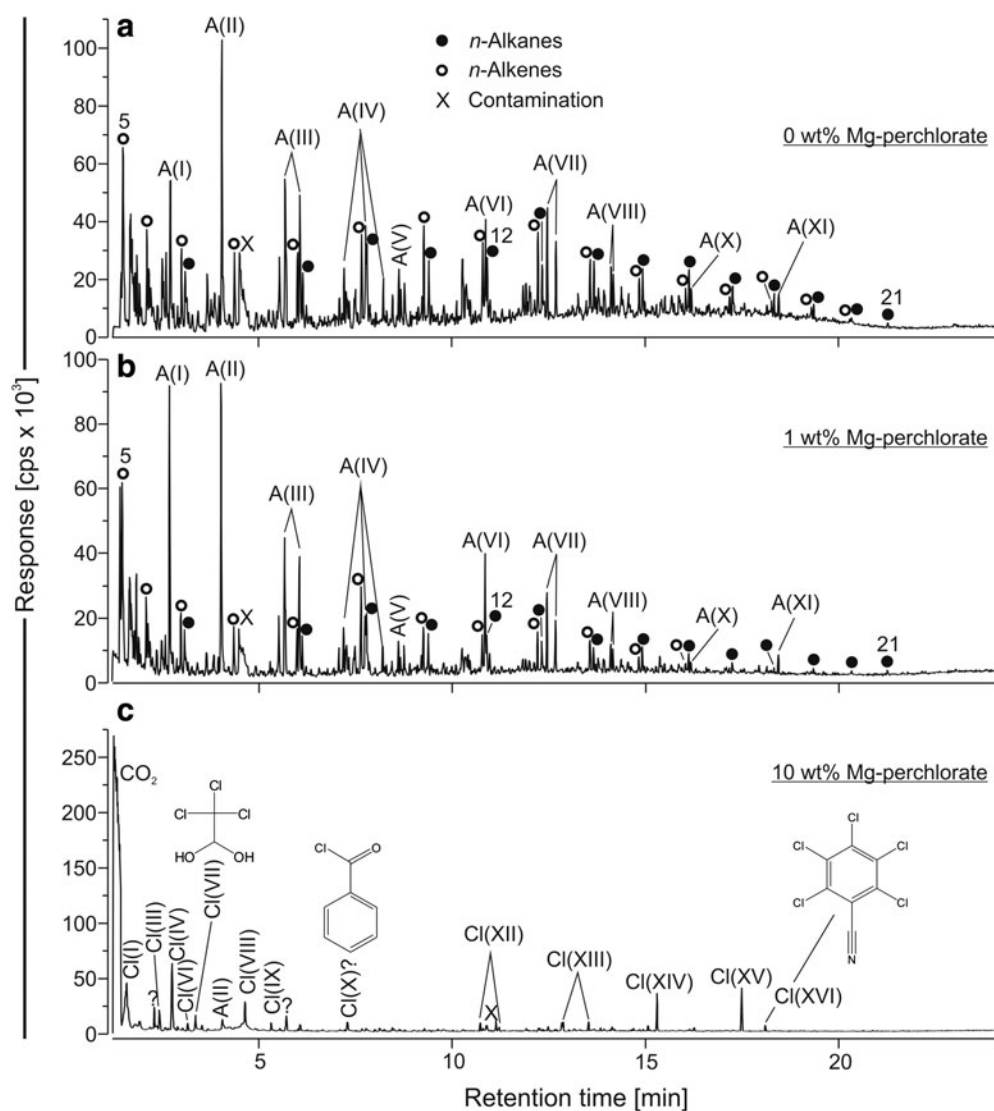 Response [cps x 10³]
a
n-Alkanes
n-Alkenes
X Contamination
0 wt% Mg-perchlorate
100
80
60
40
20
0
5
A(I)
A(II)
X
A(III)
A(IV)
A(V)
A(VI)
12
A(VII)
A(VIII)
A(X)
A(XI)
21
b
1 wt% Mg-perchlorate
100
80
60
40
20
0
5
A(I)
A(II)
X
A(III)
A(IV)
A(V)
A(VI)
12
A(VII)
A(VIII)
A(X)
A(XI)
21
c
10 wt% Mg-perchlorate
250
200
150
100
50
0
CO₂
Cl
Cl Cl
HO OH
Cl O
Cl
Cl Cl
Cl Cl
N
Cl(I)
?
Cl(III)
Cl(IV)
Cl(VI)
Cl(VII)
A(II)
Cl(VIII)
Cl(IX)
?
Cl(X)?
Cl(XII)
X
Cl(XIII)
Cl(XIV)
Cl(XV)
Cl(XVI)
5 10 15 20
Retention time [min]